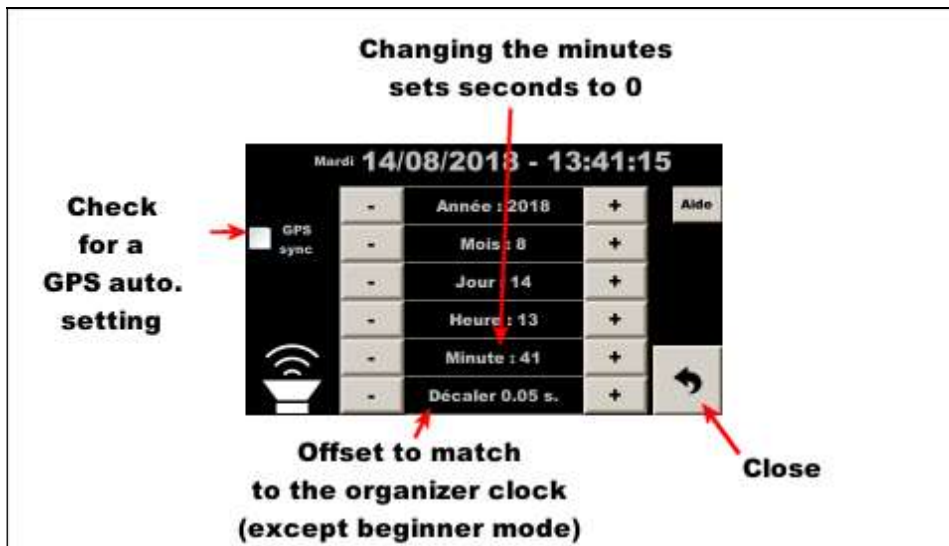 Changing the minutes
sets seconds to 0
Mardi 14/08/2018 - 13:41:15
Check
for a
GPS auto.
setting
GPS
sync
- Année : 2018 +
Aide
- Mois : 8 +
- Jour : 14 +
- Heure : 13 +
- Minute : 41 +
- Décaler 0.05 s. +
Offset to match
to the organizer clock
(except beginner mode)
Close